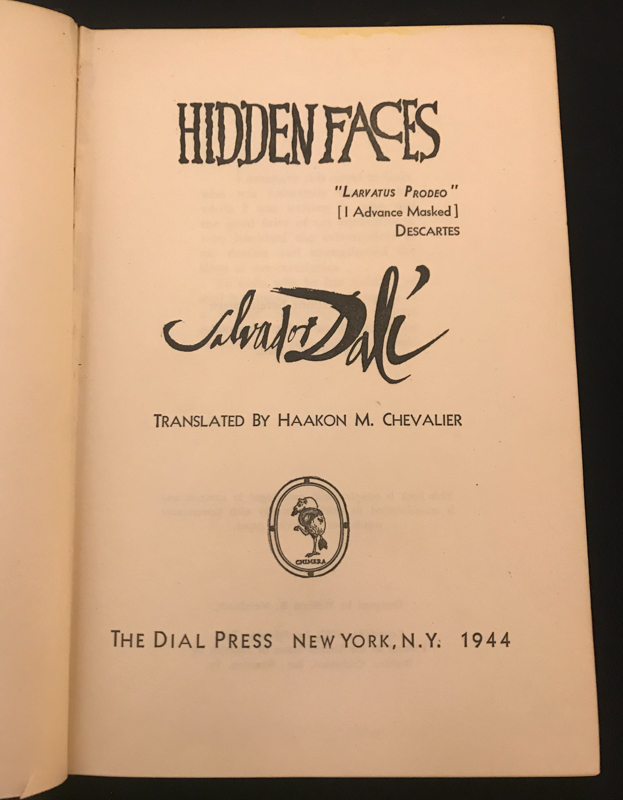 HIDDEN FACES
"LARVATUS PRODEO"
[I Advance Masked]
DESCARTES
Salvador Dalí
TRANSLATED BY HAAKON M. CHEVALIER
CHIMERA
THE DIAL PRESS NEW YORK, N.Y. 1944